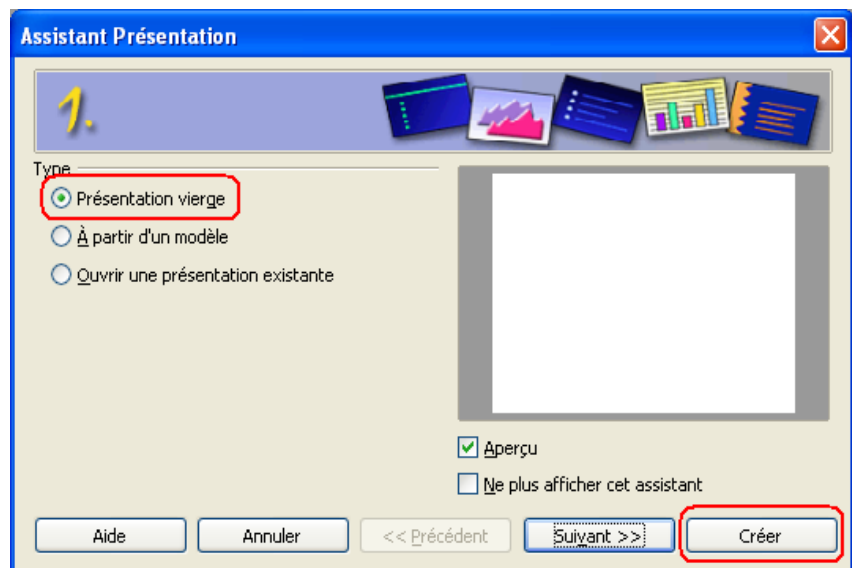 Assistant Présentation
1.
Type
Présentation vierge
À partir d'un modèle
Ouvrir une présentation existante
Aperçu
Ne plus afficher cet assistant
Aide Annuler << Précédent Suivant >> Créer